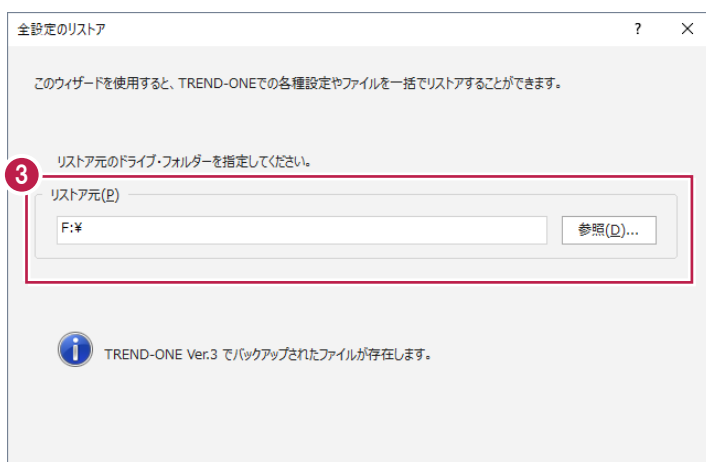 全設定のリストア ? ×
このウィザードを使用すると、TREND-ONEでの各種設定やファイルを一括でリストアすることができます。
リストア元のドライブ・フォルダーを指定してください。
3
リストア元(P)
F:¥ 参照(D)...
TREND-ONE Ver.3 でバックアップされたファイルが存在します。